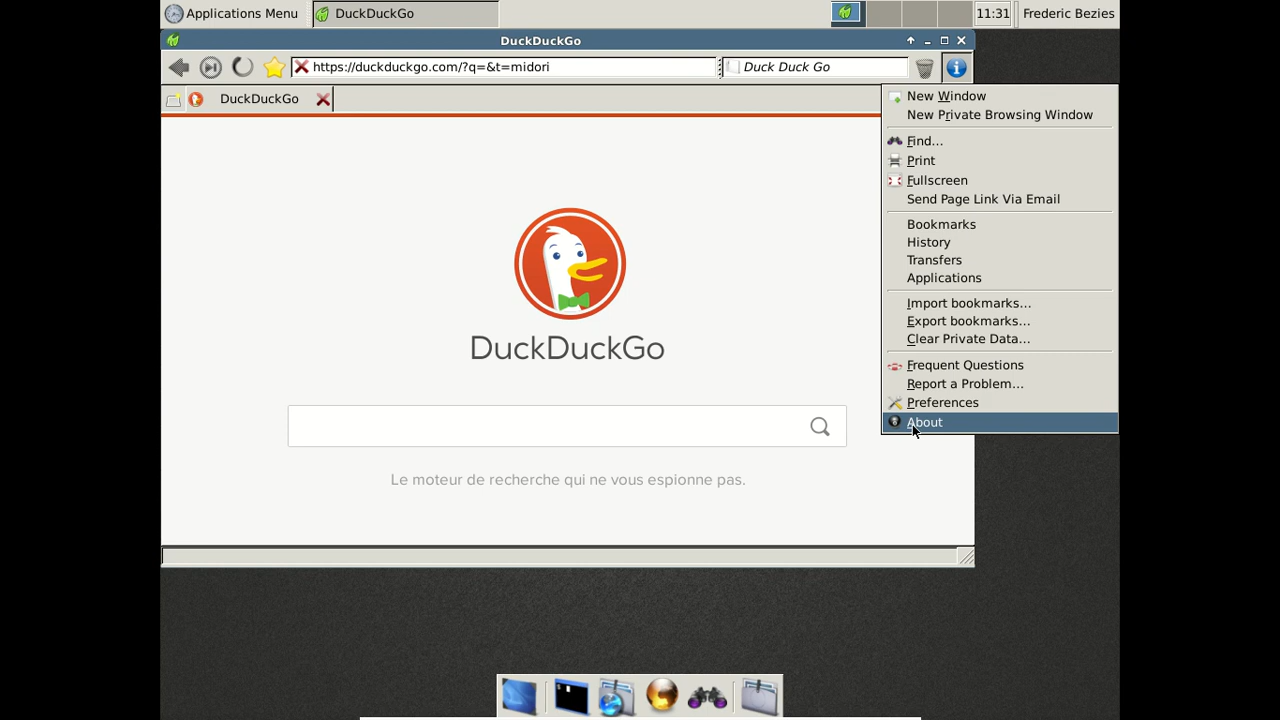 Applications Menu
DuckDuckGo
11:31
Frederic Bezies
DuckDuckGo
https://duckduckgo.com/?q=&t=midori
Duck Duck Go
DuckDuckGo
New Window
New Private Browsing Window
Find...
Print
Fullscreen
Send Page Link Via Email
Bookmarks
History
Transfers
Applications
Import bookmarks...
Export bookmarks...
Clear Private Data...
Frequent Questions
Report a Problem...
Preferences
About
DuckDuckGo
Le moteur de recherche qui ne vous espionne pas.